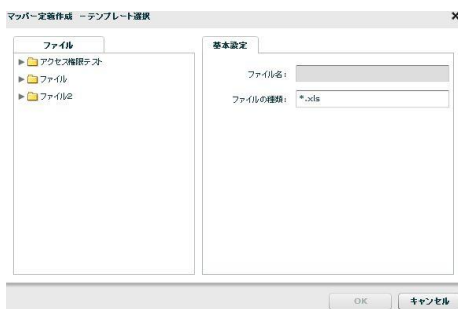 マッパー定義作成 －テンプレート選択
×
ファイル
アクセス権限テスト
ファイル
ファイル2
基本設定
ファイル名：
ファイルの種類： *.xls
OK キャンセル